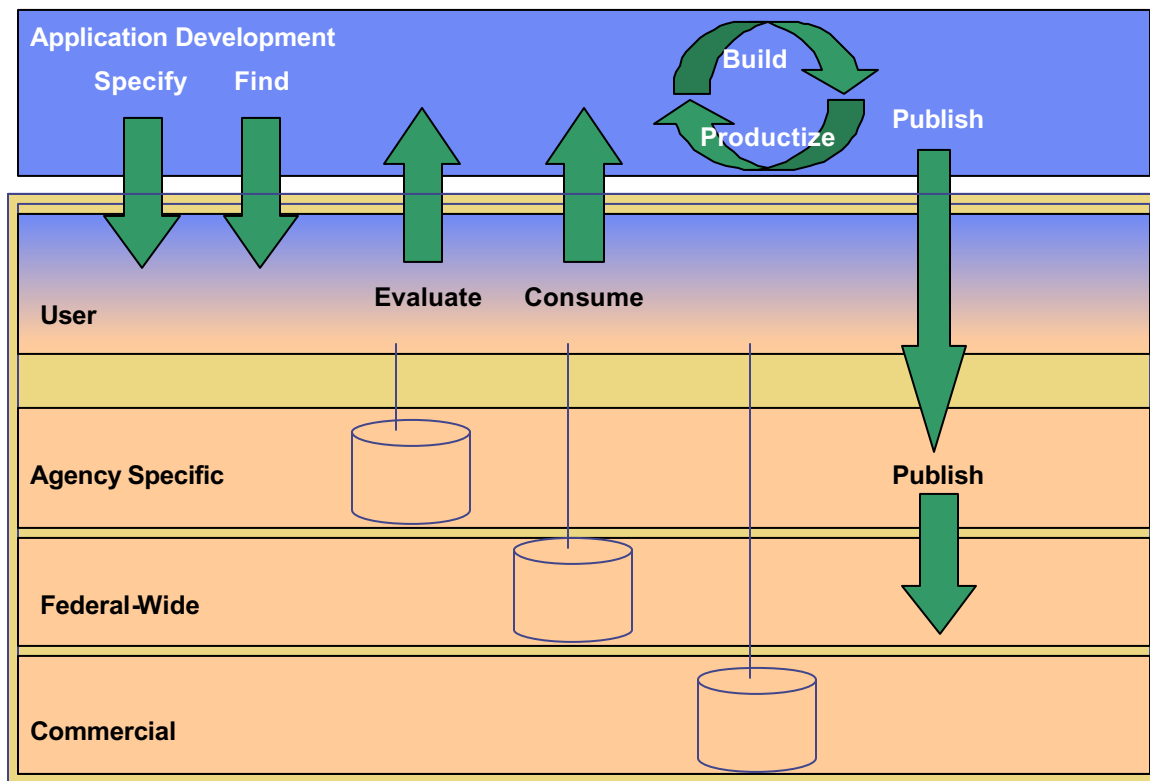 Application Development
Specify Find
Build
Productize
Publish
Evaluate Consume
User
Agency Specific
Publish
Federal-Wide
Commercial